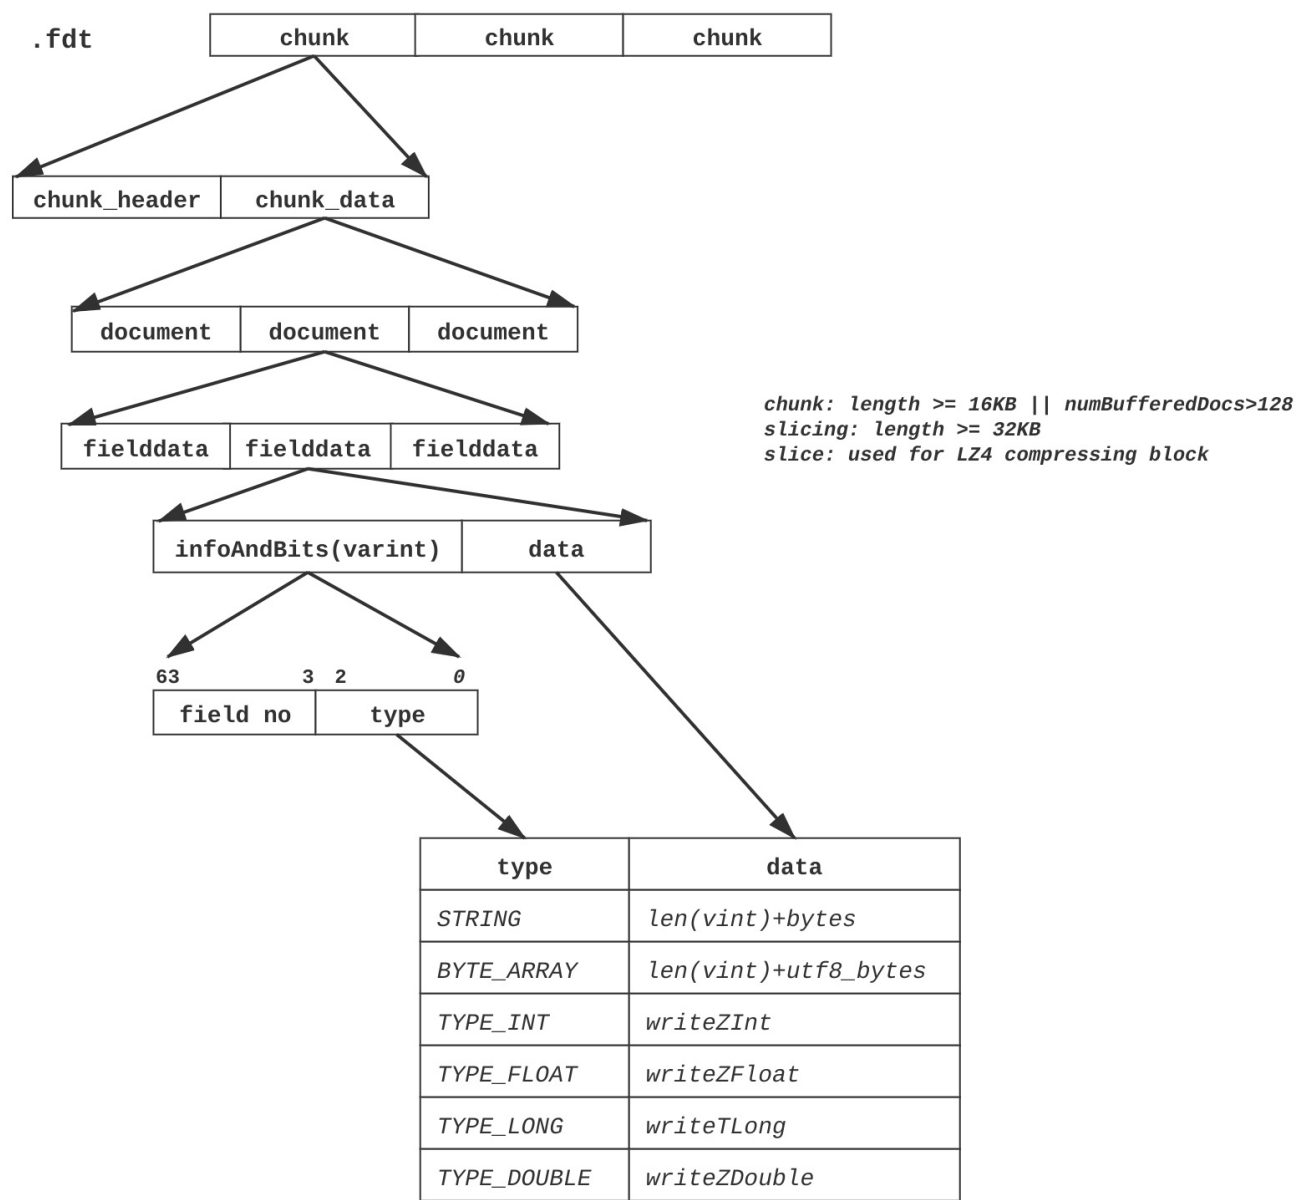 .fdt
chunk chunk chunk
chunk_header chunk_data
document document document
chunk: length >= 16KB || numBufferedDocs>128
slicing: length >= 32KB
slice: used for LZ4 compressing block
fielddata fielddata fielddata
infoAndBits(varint) data
63 3 2 0
field no type
type data
STRING len(vint)+bytes
BYTE_ARRAY len(vint)+utf8_bytes
TYPE_INT writeZInt
TYPE_FLOAT writeZFloat
TYPE_LONG writeTLong
TYPE_DOUBLE writeZDouble